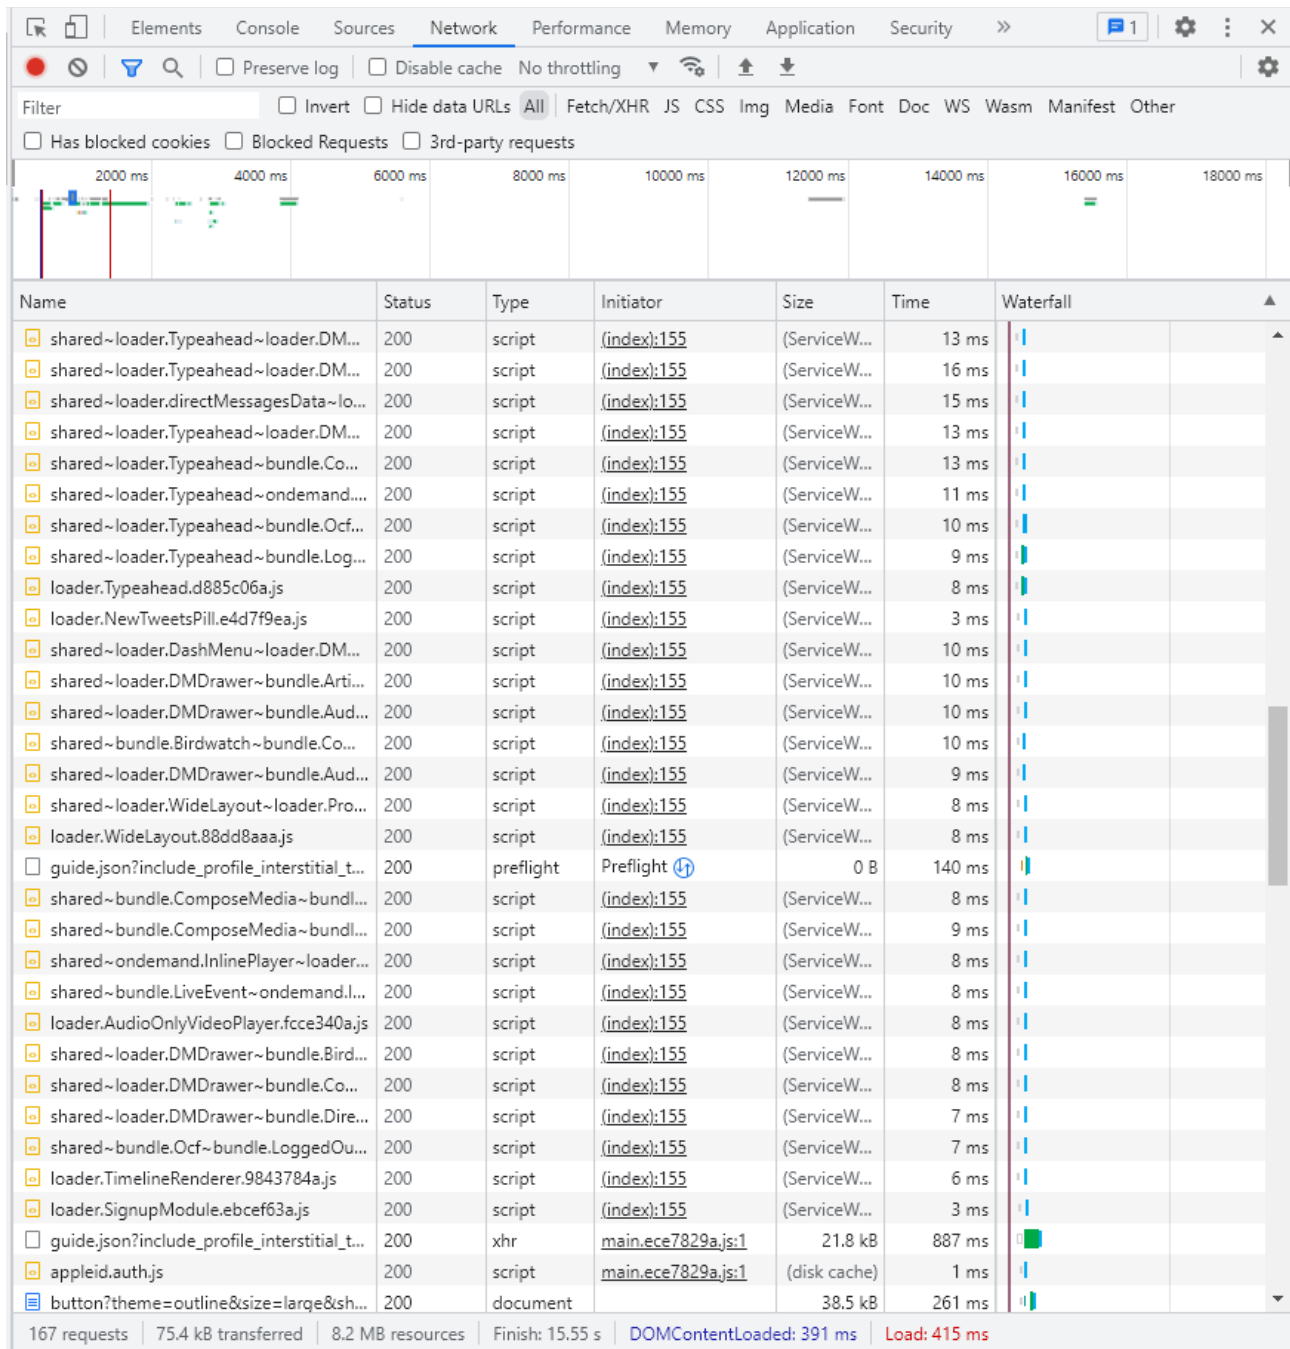 Elements Console Sources Network Performance Memory Application Security 1
Preserve log Disable cache No throttling
Filter Invert Hide data URLs All Fetch/XHR JS CSS Img Media Font Doc WS Wasm Manifest Other
Has blocked cookies Blocked Requests 3rd-party requests
2000 ms 4000 ms 6000 ms 8000 ms 10000 ms 12000 ms 14000 ms 16000 ms 18000 ms
Name Status Type Initiator Size Time Waterfall
shared~loader.Typeahead~loader.DM... 200 script (index):155 (ServiceW... 13 ms
shared~loader.Typeahead~loader.DM... 200 script (index):155 (ServiceW... 16 ms
shared~loader.directMessagesData~lo... 200 script (index):155 (ServiceW... 15 ms
shared~loader.Typeahead~loader.DM... 200 script (index):155 (ServiceW... 13 ms
shared~loader.Typeahead~bundle.Co... 200 script (index):155 (ServiceW... 13 ms
shared~loader.Typeahead~ondemand.... 200 script (index):155 (ServiceW... 11 ms
shared~loader.Typeahead~bundle.Ocf... 200 script (index):155 (ServiceW... 10 ms
shared~loader.Typeahead~bundle.Log... 200 script (index):155 (ServiceW... 9 ms
loader.Typeahead.d885c06a.js 200 script (index):155 (ServiceW... 8 ms
loader.NewTweetsPill.e4d7f9ea.js 200 script (index):155 (ServiceW... 3 ms
shared~loader.DashMenu~loader.DM... 200 script (index):155 (ServiceW... 10 ms
shared~loader.DMDrawer~bundle.Arti... 200 script (index):155 (ServiceW... 10 ms
shared~loader.DMDrawer~bundle.Aud... 200 script (index):155 (ServiceW... 10 ms
shared~bundle.Birdwatch~bundle.Co... 200 script (index):155 (ServiceW... 10 ms
shared~loader.DMDrawer~bundle.Aud... 200 script (index):155 (ServiceW... 9 ms
shared~loader.WideLayout~loader.Pro... 200 script (index):155 (ServiceW... 8 ms
loader.WideLayout.88dd8aaa.js 200 script (index):155 (ServiceW... 8 ms
guide.json?include_profile_interstitial_t... 200 preflight Preflight 0 B 140 ms
shared~bundle.ComposeMedia~bundl... 200 script (index):155 (ServiceW... 8 ms
shared~bundle.ComposeMedia~bundl... 200 script (index):155 (ServiceW... 9 ms
shared~ondemand.InlinePlayer~loader... 200 script (index):155 (ServiceW... 8 ms
shared~bundle.LiveEvent~ondemand.I... 200 script (index):155 (ServiceW... 8 ms
loader.AudioOnlyVideoPlayer.fcce340a.js 200 script (index):155 (ServiceW... 8 ms
shared~loader.DMDrawer~bundle.Bird... 200 script (index):155 (ServiceW... 8 ms
shared~loader.DMDrawer~bundle.Co... 200 script (index):155 (ServiceW... 8 ms
shared~loader.DMDrawer~bundle.Dire... 200 script (index):155 (ServiceW... 7 ms
shared~bundle.Ocf~bundle.LoggedOu... 200 script (index):155 (ServiceW... 7 ms
loader.TimelineRenderer.9843784a.js 200 script (index):155 (ServiceW... 6 ms
loader.SignupModule.ebcef63a.js 200 script (index):155 (ServiceW... 3 ms
guide.json?include_profile_interstitial_t... 200 xhr main.ece7829a.js:1 21.8 kB 887 ms
appleid.auth.js 200 script main.ece7829a.js:1 (disk cache) 1 ms
button?theme=outline&size=large&sh... 200 document 38.5 kB 261 ms
167 requests 75.4 kB transferred 8.2 MB resources Finish: 15.55 s DOMContentLoaded: 391 ms Load: 415 ms